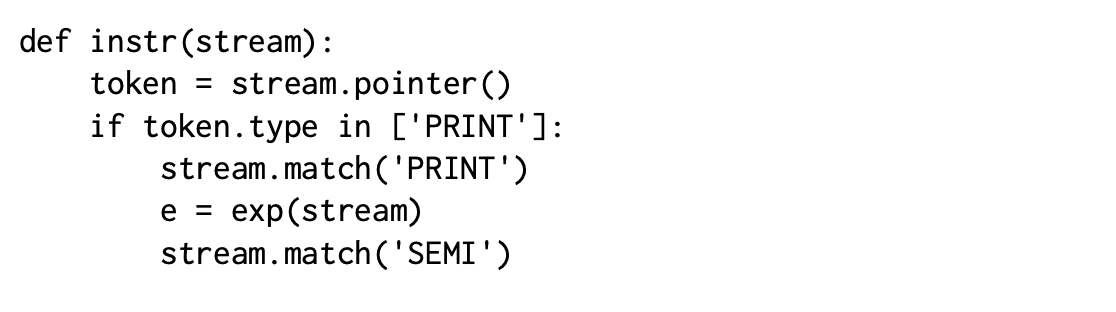 def instr(stream):
    token = stream.pointer()
    if token.type in ['PRINT']:
        stream.match('PRINT')
        e = exp(stream)
        stream.match('SEMI')